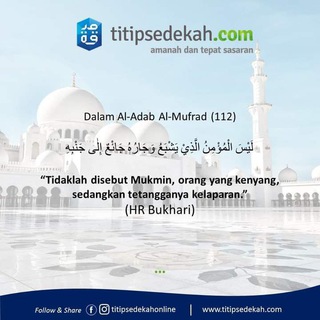 titipsedekah.com
amanah dan tepat sasaran
Dalam Al-Adab Al-Mufrad (112)
لَيْسَ الْمُؤْمِنُ الَّذِيْ يَشْبَعُ وَجَارُهُ جَائِعٌ إِلٰى جَنْبِهِ
“Tidaklah disebut Mukmin, orang yang kenyang,
sedangkan tetangganya kelaparan.”
(HR Bukhari)
...
Follow & Share titipsedekahonline www.titipsedekah.com